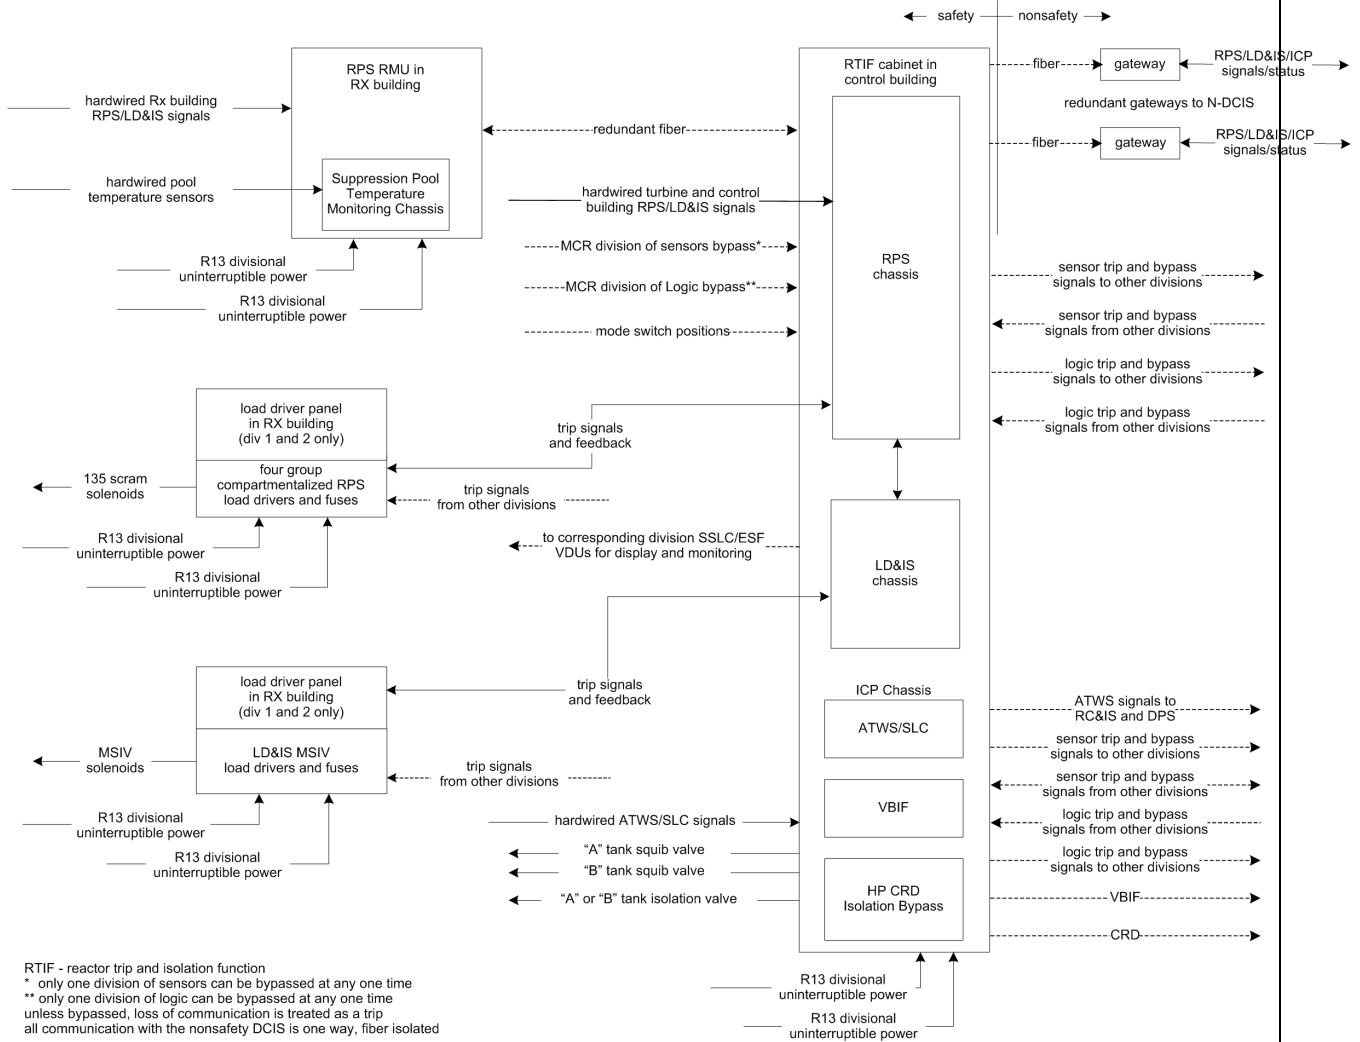 safety
nonsafety
RPS RMU in
RX building
hardwired Rx building
RPS/LD&IS signals
hardwired pool
temperature sensors
Suppression Pool
Temperature
Monitoring Chassis
R13 divisional
uninterruptible power
R13 divisional
uninterruptible power
redundant fiber
hardwired turbine and control
building RPS/LD&IS signals
MCR division of sensors bypass*
MCR division of Logic bypass**
mode switch positions
RTIF cabinet in
control building
RPS
chassis
fiber
gateway
RPS/LD&IS/ICP
signals/status
redundant gateways to N-DCIS
fiber
gateway
RPS/LD&IS/ICP
signals/status
sensor trip and bypass
signals to other divisions
sensor trip and bypass
signals from other divisions
logic trip and bypass
signals to other divisions
logic trip and bypass
signals from other divisions
load driver panel
in RX building
(div 1 and 2 only)
four group
compartmentalized RPS
load drivers and fuses
135 scram
solenoids
R13 divisional
uninterruptible power
R13 divisional
uninterruptible power
trip signals
and feedback
trip signals
from other divisions
to corresponding division SSLC/ESF
VDUs for display and monitoring
LD&IS
chassis
load driver panel
in RX building
(div 1 and 2 only)
LD&IS MSIV
load drivers and fuses
MSIV
solenoids
R13 divisional
uninterruptible power
R13 divisional
uninterruptible power
trip signals
and feedback
trip signals
from other divisions
hardwired ATWS/SLC signals
“A” tank squib valve
“B” tank squib valve
“A” or “B” tank isolation valve
ICP Chassis
ATWS/SLC
VBIF
HP CRD
Isolation Bypass
ATWS signals to
RC&IS and DPS
sensor trip and bypass
signals to other divisions
sensor trip and bypass
signals from other divisions
logic trip and bypass
signals from other divisions
logic trip and bypass
signals to other divisions
VBIF
CRD
R13 divisional
uninterruptible power
R13 divisional
uninterruptible power
RTIF - reactor trip and isolation function
* only one division of sensors can be bypassed at any one time
** only one division of logic can be bypassed at any one time
unless bypassed, loss of communication is treated as a trip
all communication with the nonsafety DCIS is one way, fiber isolated